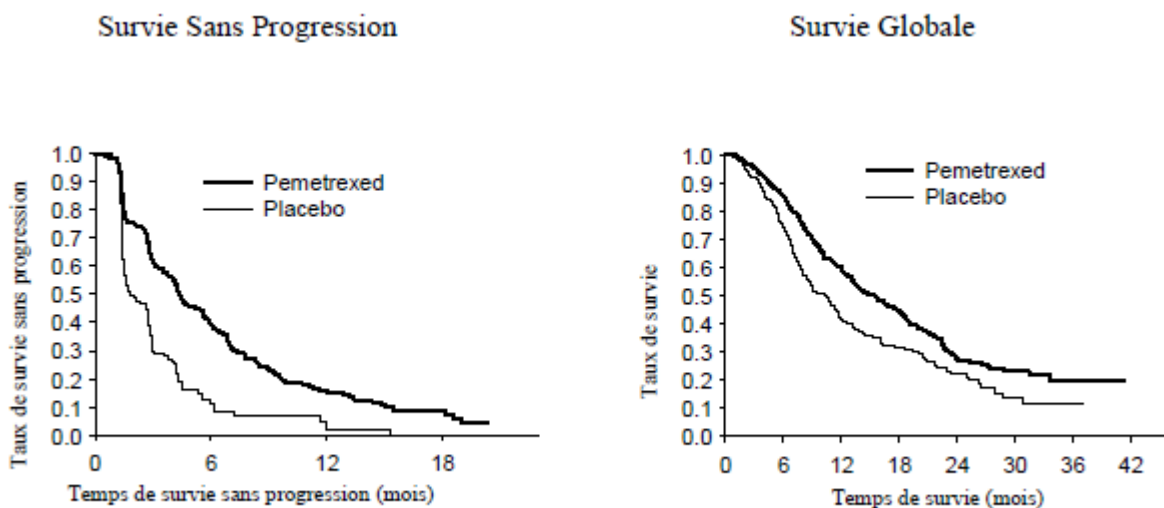 Survie Sans Progression
Taux de survie sans progression
1.0
0.9
0.8
0.7
0.6
0.5
0.4
0.3
0.2
0.1
0.0
Pemetrexed
Placebo
0 6 12 18
Temps de survie sans progression (mois)
Survie Globale
Taux de survie
1.0
0.9
0.8
0.7
0.6
0.5
0.4
0.3
0.2
0.1
0.0
Pemetrexed
Placebo
0 6 12 18 24 30 36 42
Temps de survie (mois)